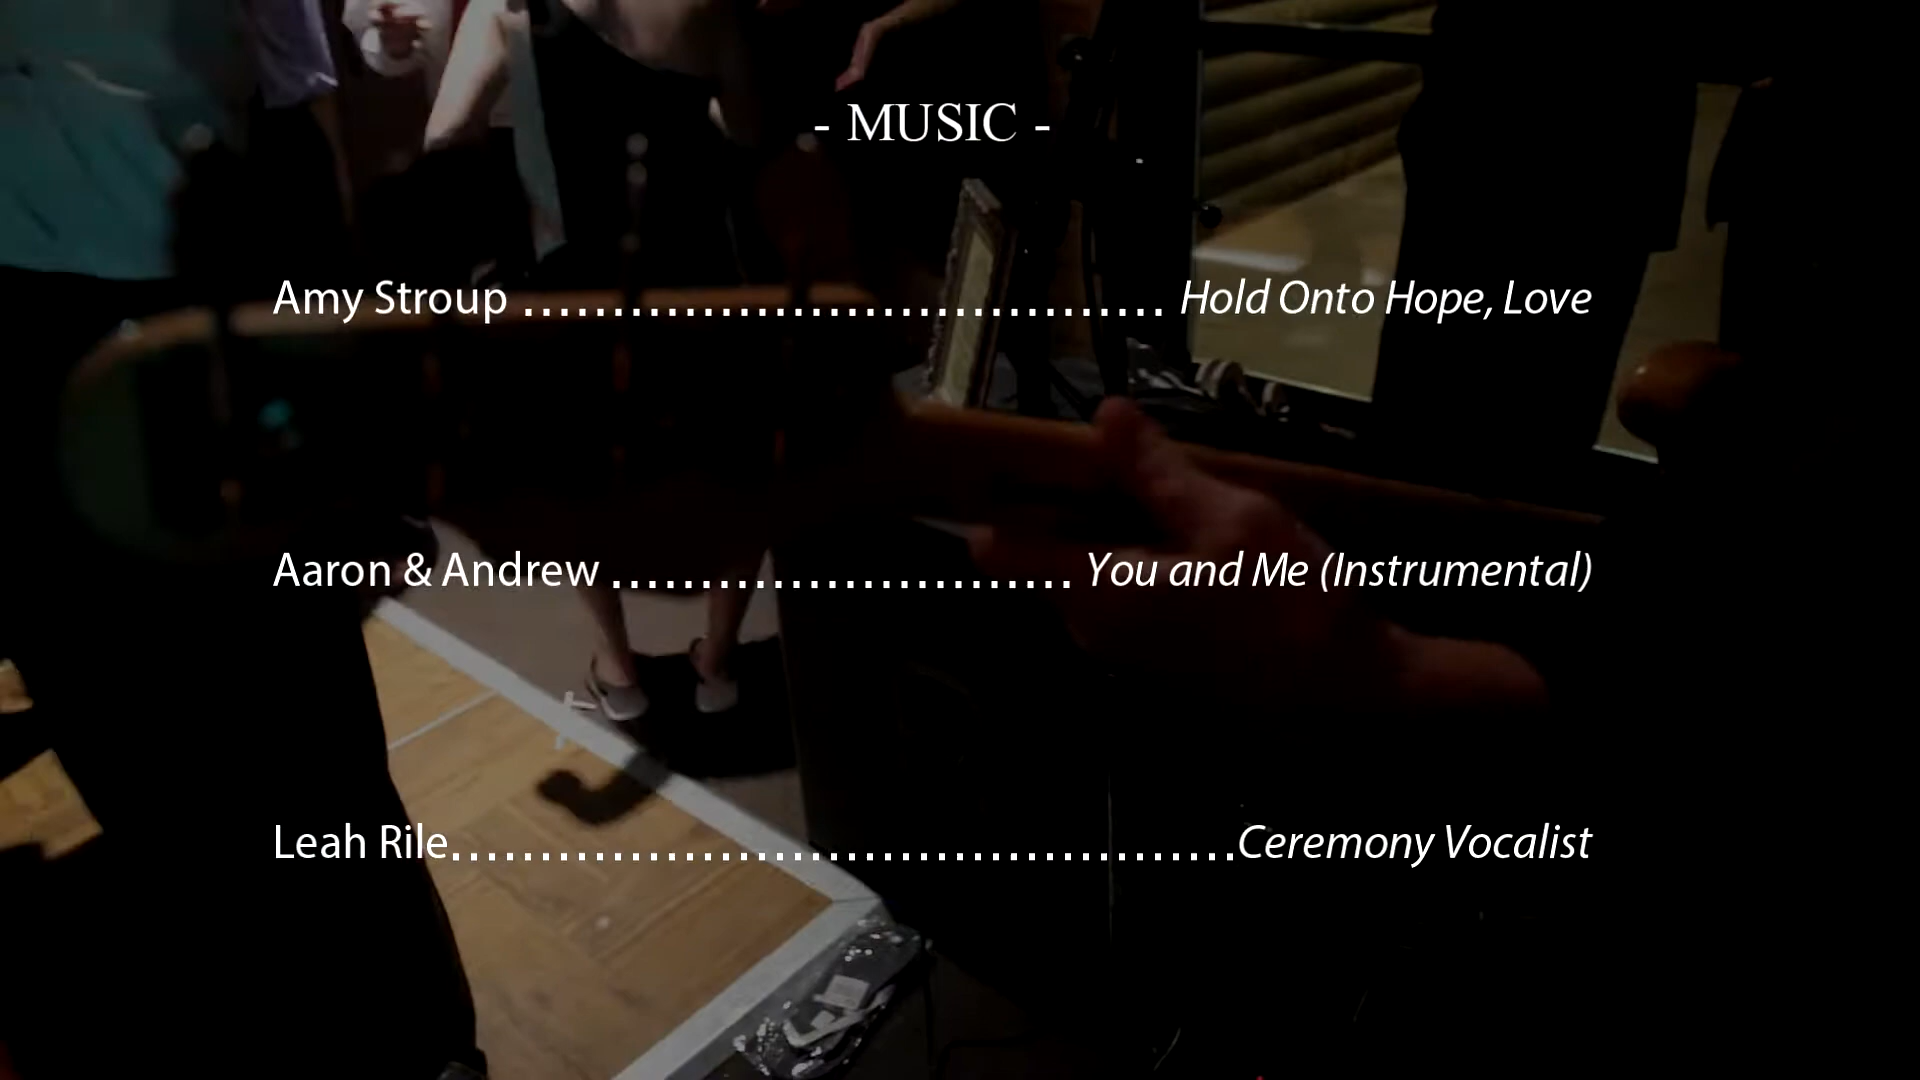 - MUSIC -
Amy Stroup .................................... Hold Onto Hope, Love
Aaron & Andrew .......................... You and Me (Instrumental)
Leah Rile............................................Ceremony Vocalist